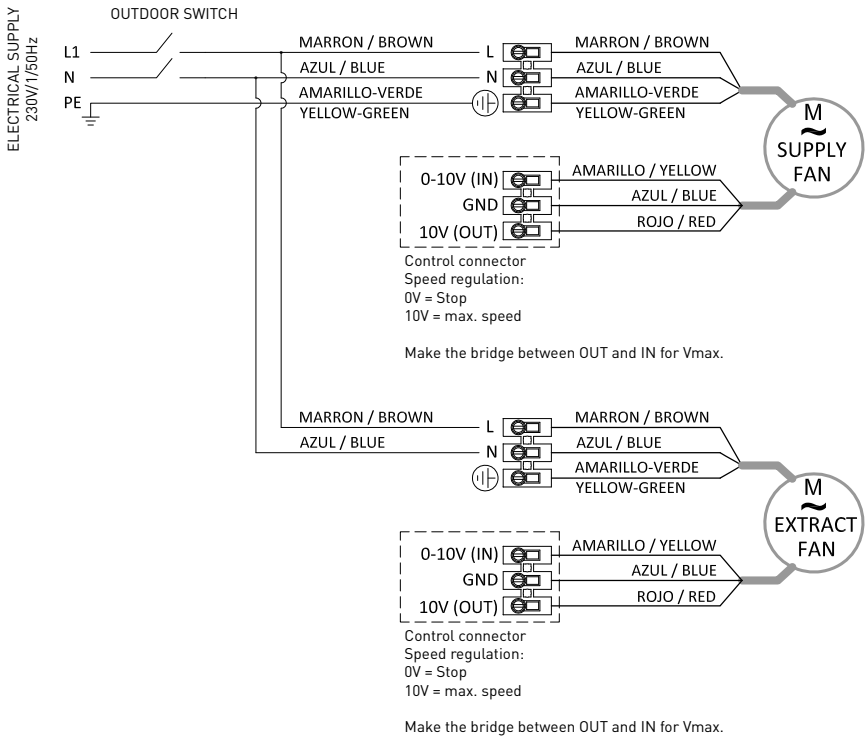 ELECTRICAL SUPPLY
230V/1/50Hz
OUTDOOR SWITCH
L1
N
PE
MARRON / BROWN
AZUL / BLUE
AMARILLO-VERDE
YELLOW-GREEN
L
N
MARRON / BROWN
AZUL / BLUE
AMARILLO-VERDE
YELLOW-GREEN
M
~
SUPPLY
FAN
0-10V (IN)
GND
10V (OUT)
AMARILLO / YELLOW
AZUL / BLUE
ROJO / RED
Control connector
Speed regulation:
0V = Stop
10V = max. speed
Make the bridge between OUT and IN for Vmax.
MARRON / BROWN
AZUL / BLUE
L
N
MARRON / BROWN
AZUL / BLUE
AMARILLO-VERDE
YELLOW-GREEN
M
~
EXTRACT
FAN
0-10V (IN)
GND
10V (OUT)
AMARILLO / YELLOW
AZUL / BLUE
ROJO / RED
Control connector
Speed regulation:
0V = Stop
10V = max. speed
Make the bridge between OUT and IN for Vmax.